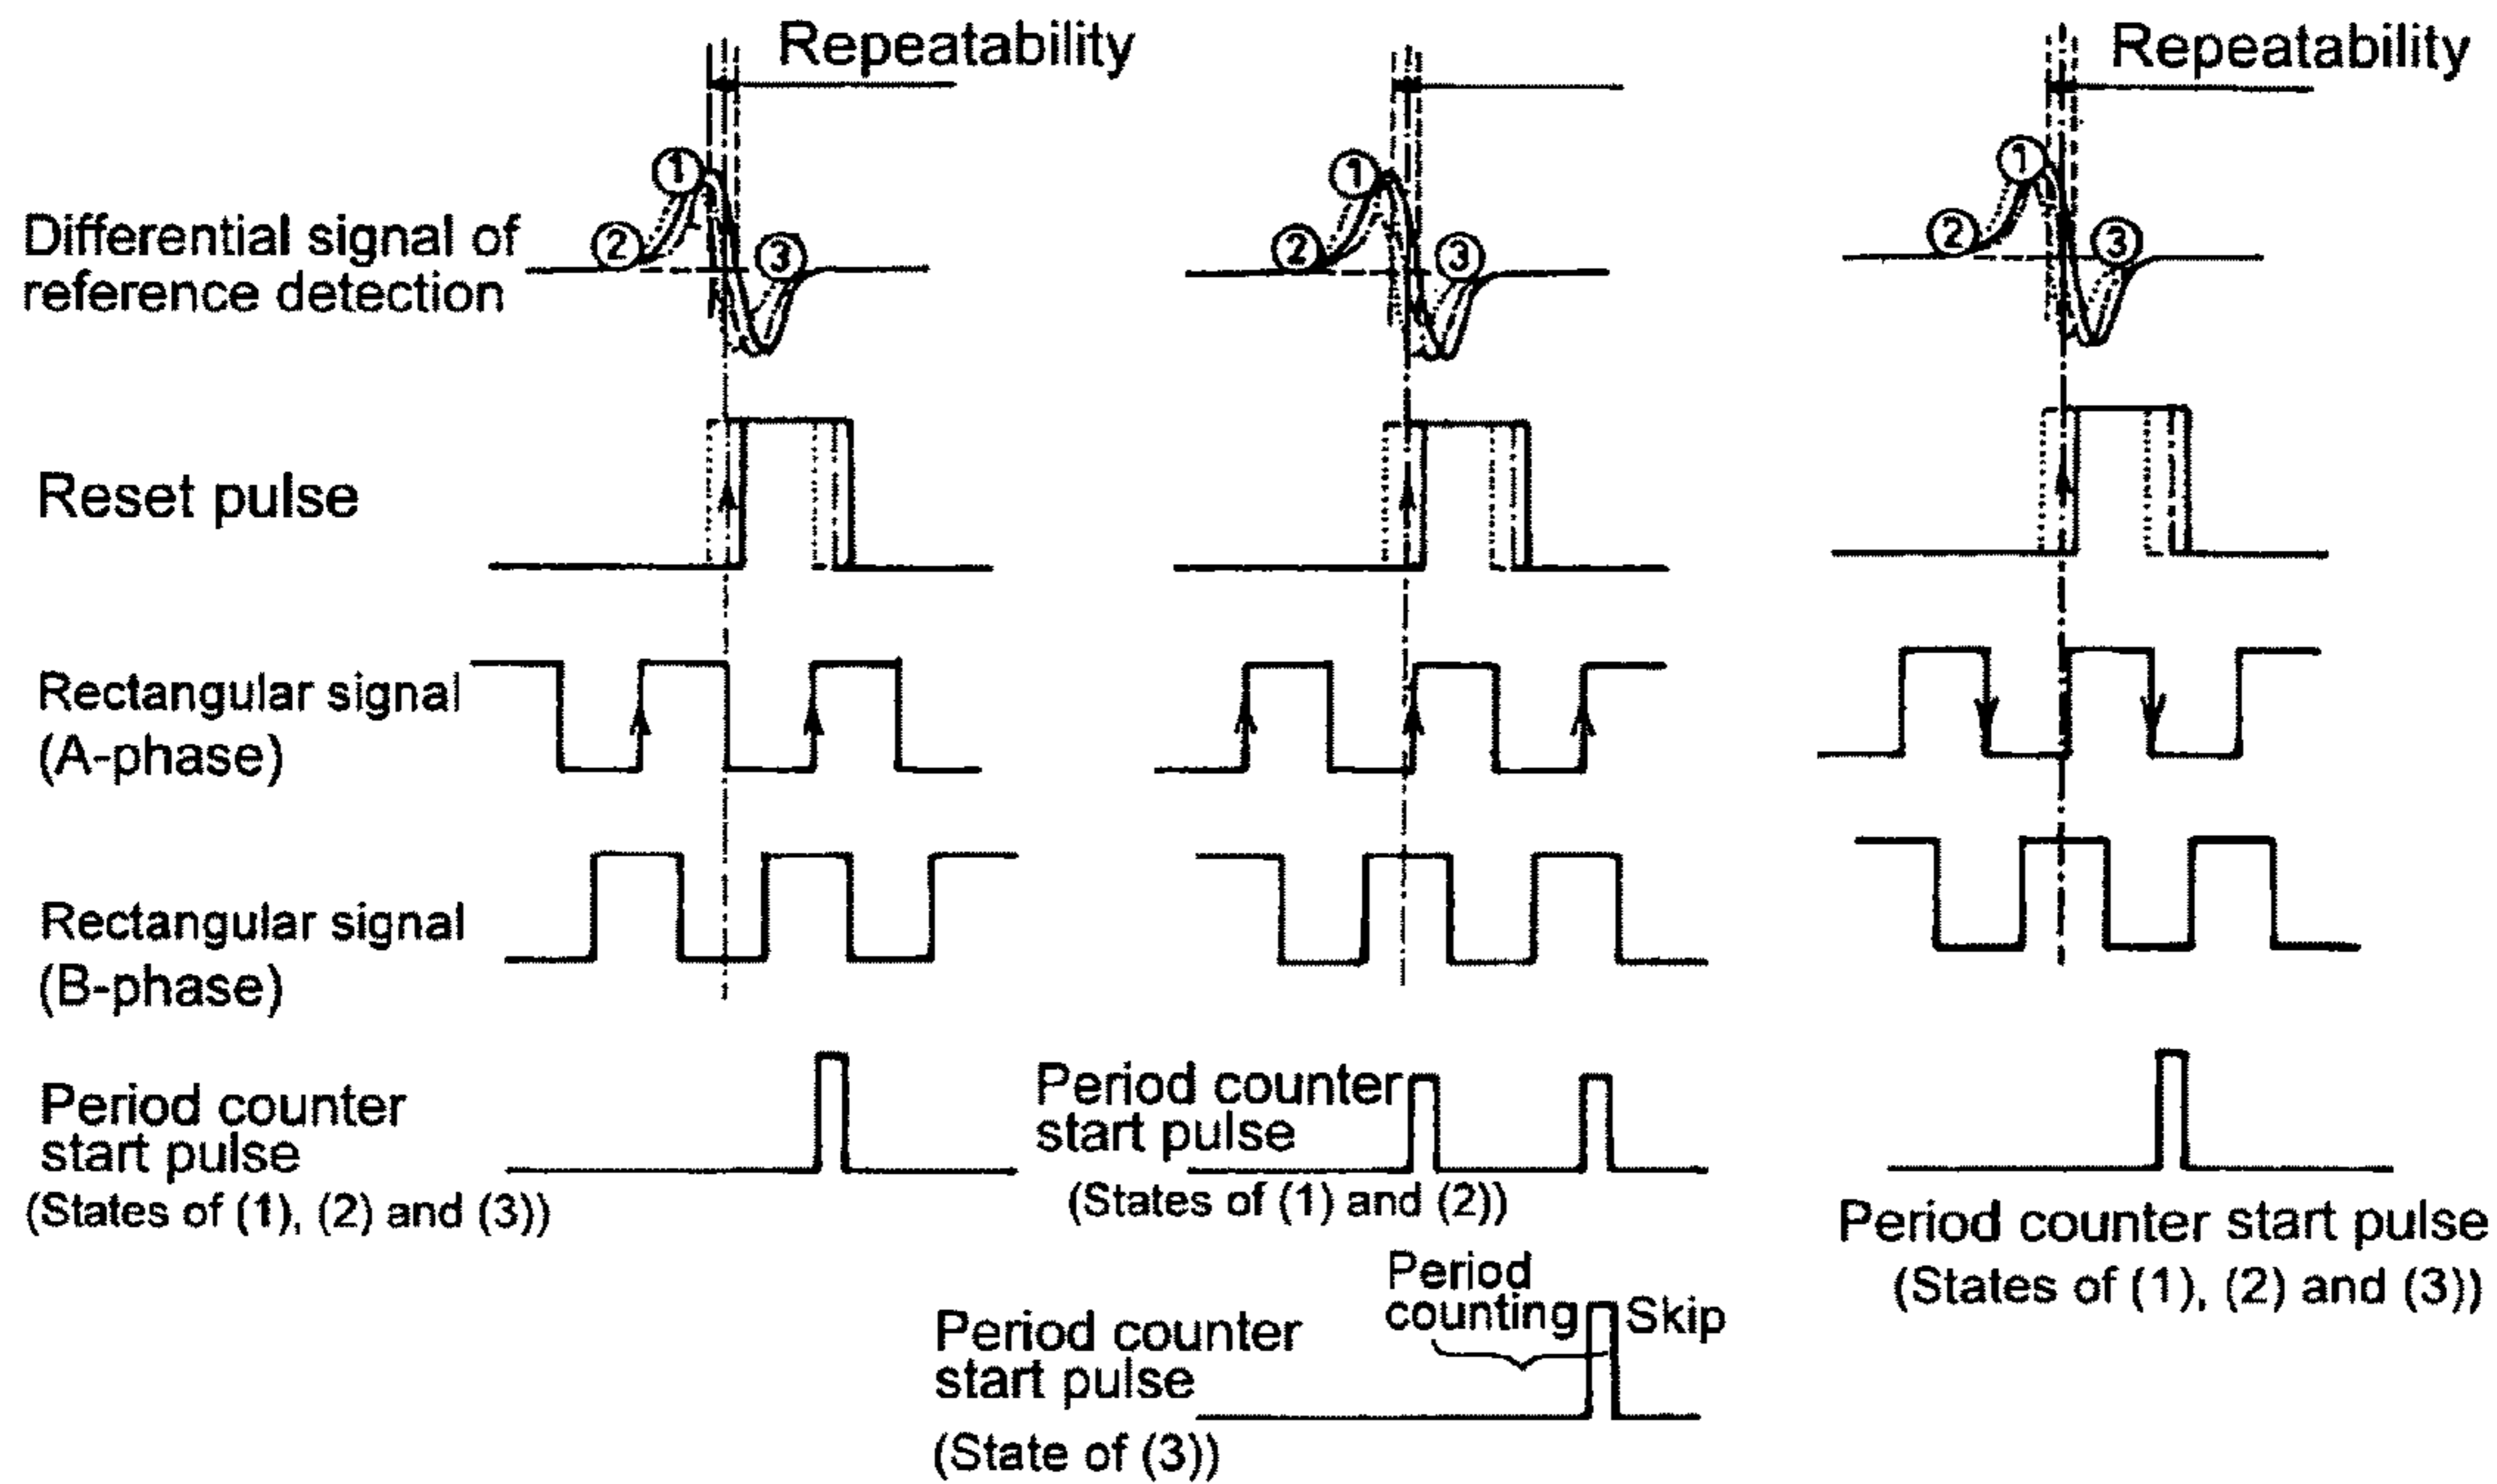 Repeatability
Repeatability
① ① ①
② ③ ② ③ ② ③
Differential signal of
reference detection
Reset pulse
Rectangular signal
(A-phase)
Rectangular signal
(B-phase)
Period counter
start pulse
(States of (1), (2) and (3))
Period counter
start pulse
(States of (1) and (2))
Period counter start pulse
(States of (1), (2) and (3))
Period
counting
Skip
Period counter
start pulse
(State of (3))